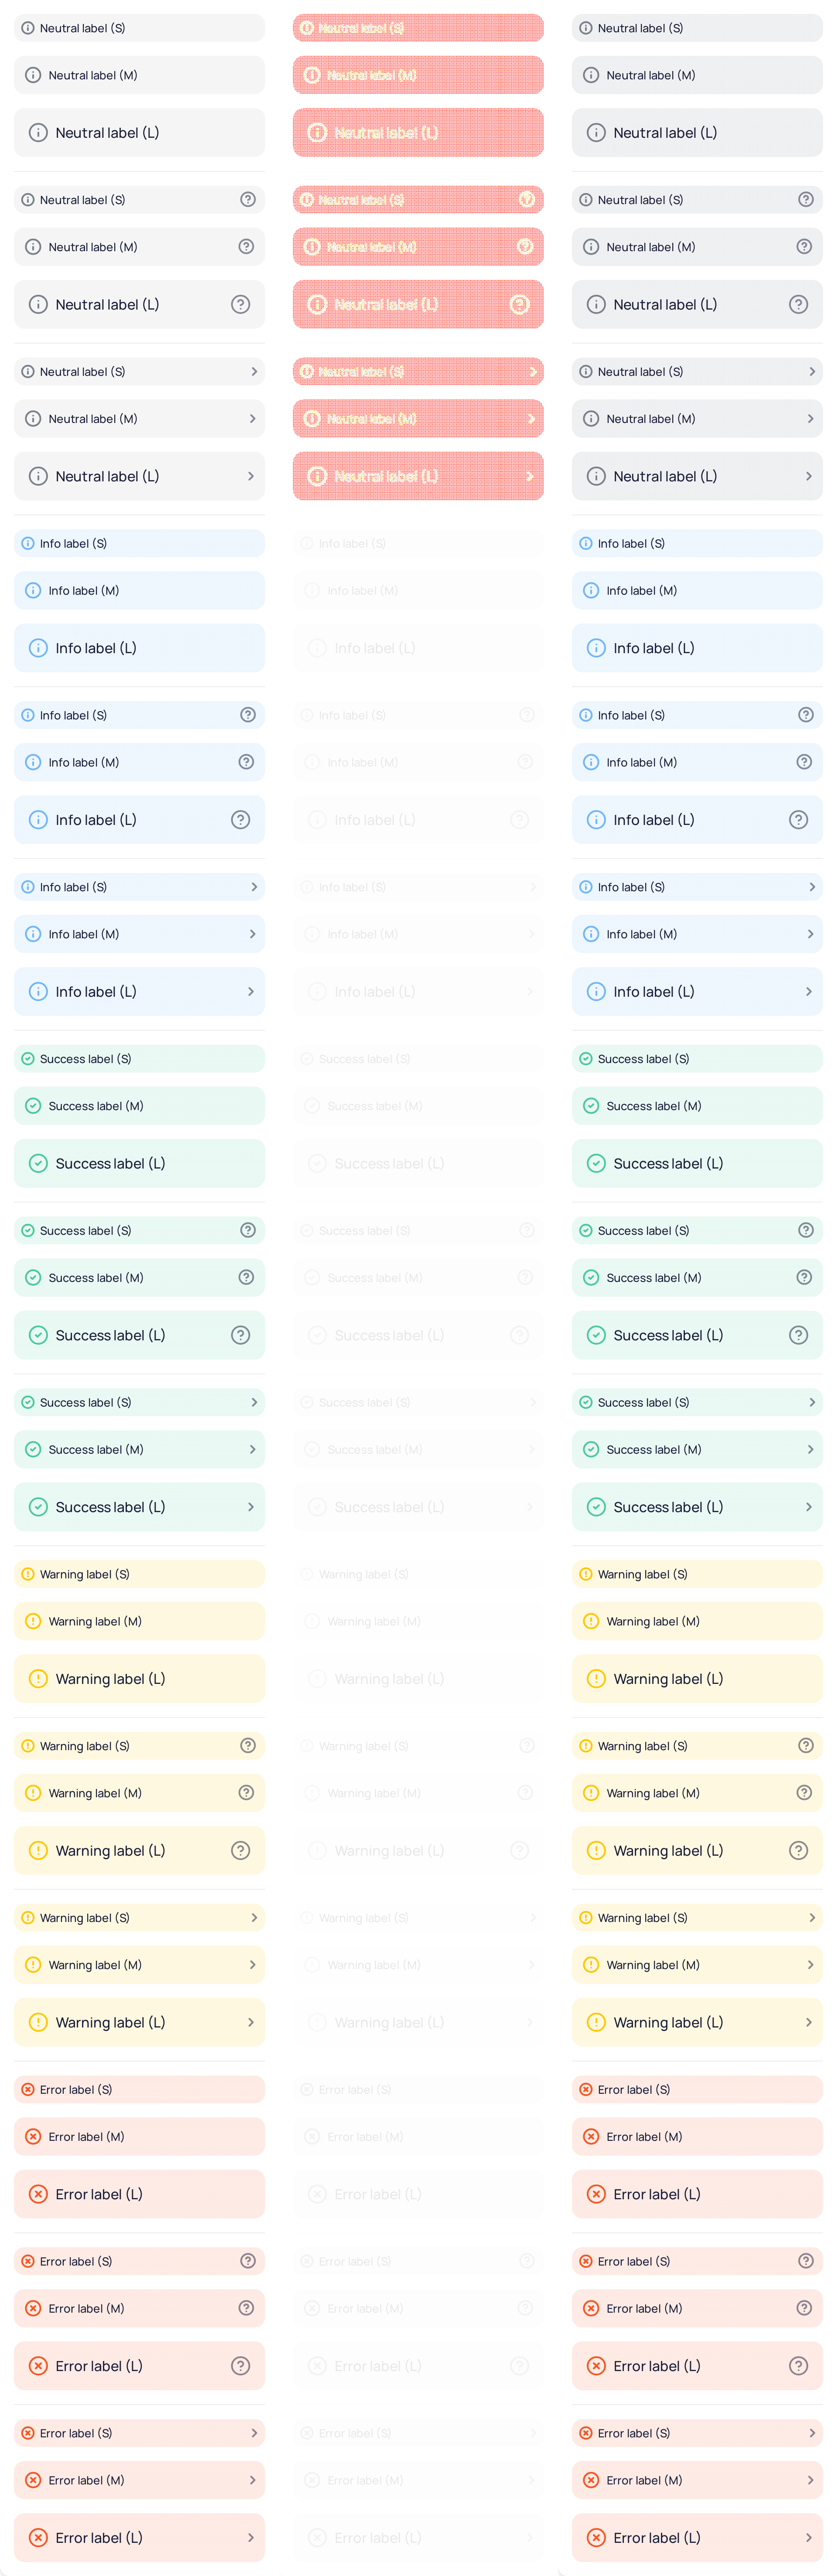 Neutral label (S) Neutral label (S) Neutral label (S)
Neutral label (M) Neutral label (M) Neutral label (M)
Neutral label (L) Neutral label (L) Neutral label (L)
Neutral label (S) Neutral label (S) Neutral label (S)
Neutral label (M) Neutral label (M) Neutral label (M)
Neutral label (L) Neutral label (L) Neutral label (L)
Neutral label (S) Neutral label (S) Neutral label (S)
Neutral label (M) Neutral label (M) Neutral label (M)
Neutral label (L) Neutral label (L) Neutral label (L)
Info label (S) Info label (S) Info label (S)
Info label (M) Info label (M) Info label (M)
Info label (L) Info label (L) Info label (L)
Info label (S) Info label (S) Info label (S)
Info label (M) Info label (M) Info label (M)
Info label (L) Info label (L) Info label (L)
Info label (S) Info label (S) Info label (S)
Info label (M) Info label (M) Info label (M)
Info label (L) Info label (L) Info label (L)
Success label (S) Success label (S) Success label (S)
Success label (M) Success label (M) Success label (M)
Success label (L) Success label (L) Success label (L)
Success label (S) Success label (S) Success label (S)
Success label (M) Success label (M) Success label (M)
Success label (L) Success label (L) Success label (L)
Success label (S) Success label (S) Success label (S)
Success label (M) Success label (M) Success label (M)
Success label (L) Success label (L) Success label (L)
Warning label (S) Warning label (S) Warning label (S)
Warning label (M) Warning label (M) Warning label (M)
Warning label (L) Warning label (L) Warning label (L)
Warning label (S) Warning label (S) Warning label (S)
Warning label (M) Warning label (M) Warning label (M)
Warning label (L) Warning label (L) Warning label (L)
Warning label (S) Warning label (S) Warning label (S)
Warning label (M) Warning label (M) Warning label (M)
Warning label (L) Warning label (L) Warning label (L)
Error label (S) Error label (S) Error label (S)
Error label (M) Error label (M) Error label (M)
Error label (L) Error label (L) Error label (L)
Error label (S) Error label (S) Error label (S)
Error label (M) Error label (M) Error label (M)
Error label (L) Error label (L) Error label (L)
Error label (S) Error label (S) Error label (S)
Error label (M) Error label (M) Error label (M)
Error label (L) Error label (L) Error label (L)